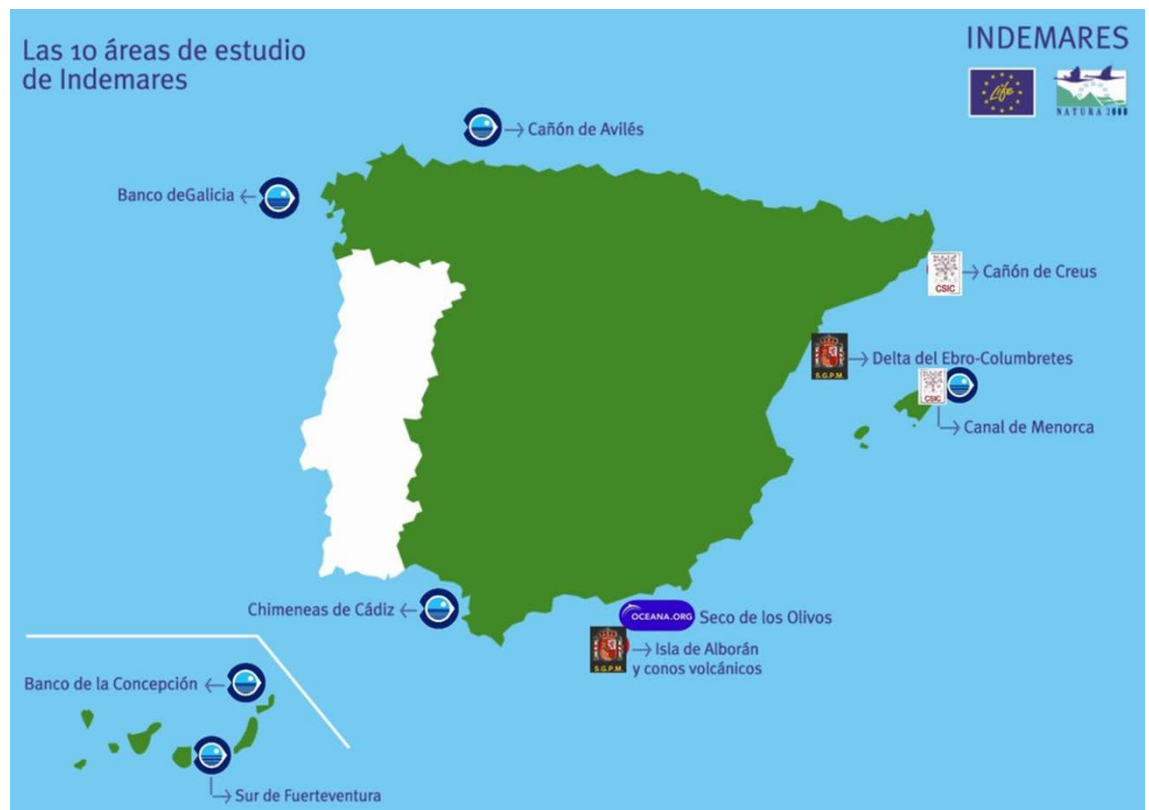 Las 10 áreas de estudio
de Indemares
INDEMARES
Life
NATURA 2000
Cañón de Avilés
Banco deGalicia
Cañón de Creus
CSIC
S.G.P.M.
Delta del Ebro-Columbretes
CSIC
Canal de Menorca
Chimeneas de Cádiz
OCEANA.ORG
Seco de los Olivos
S.G.P.M.
Isla de Alborán
y conos volcánicos
Banco de la Concepción
Sur de Fuerteventura